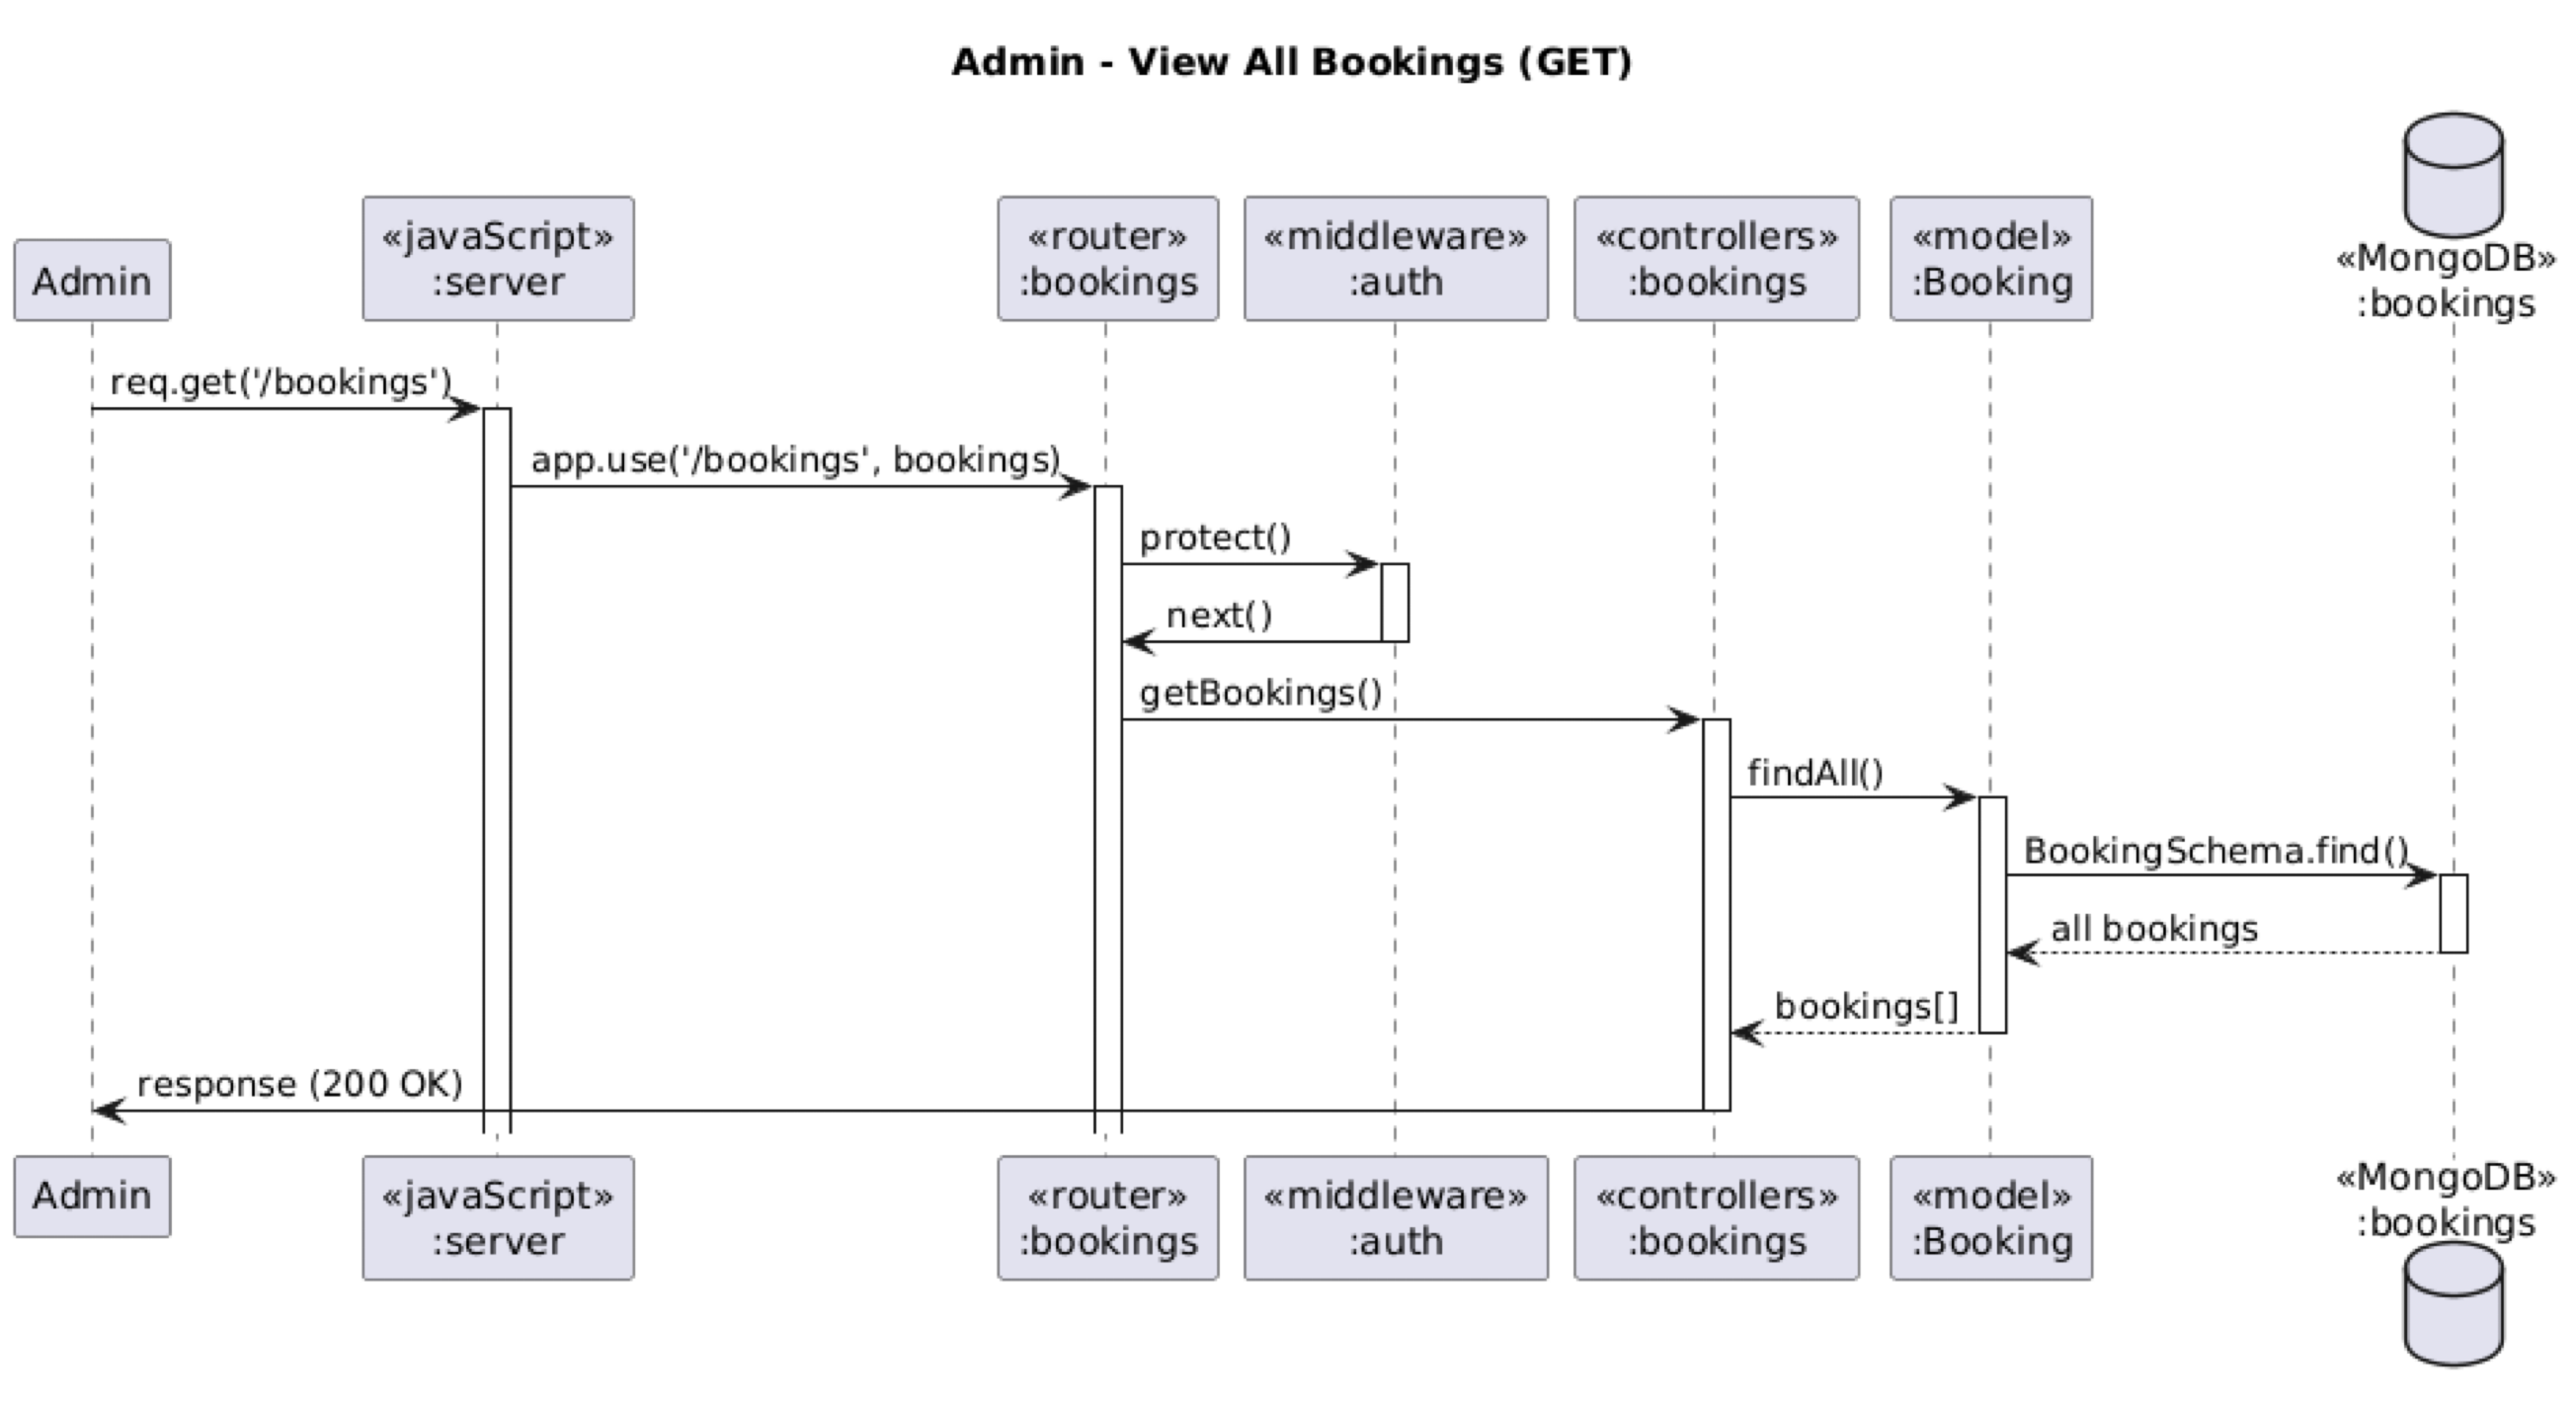 Admin - View All Bookings (GET)
Admin
«javaScript»
:server
«router»
:bookings
«middleware»
:auth
«controllers»
:bookings
«model»
:Booking
«MongoDB»
:bookings
req.get('/bookings')
app.use('/bookings', bookings)
protect()
next()
getBookings()
findAll()
BookingSchema.find()
all bookings
bookings[]
response (200 OK)
Admin
«javaScript»
:server
«router»
:bookings
«middleware»
:auth
«controllers»
:bookings
«model»
:Booking
«MongoDB»
:bookings